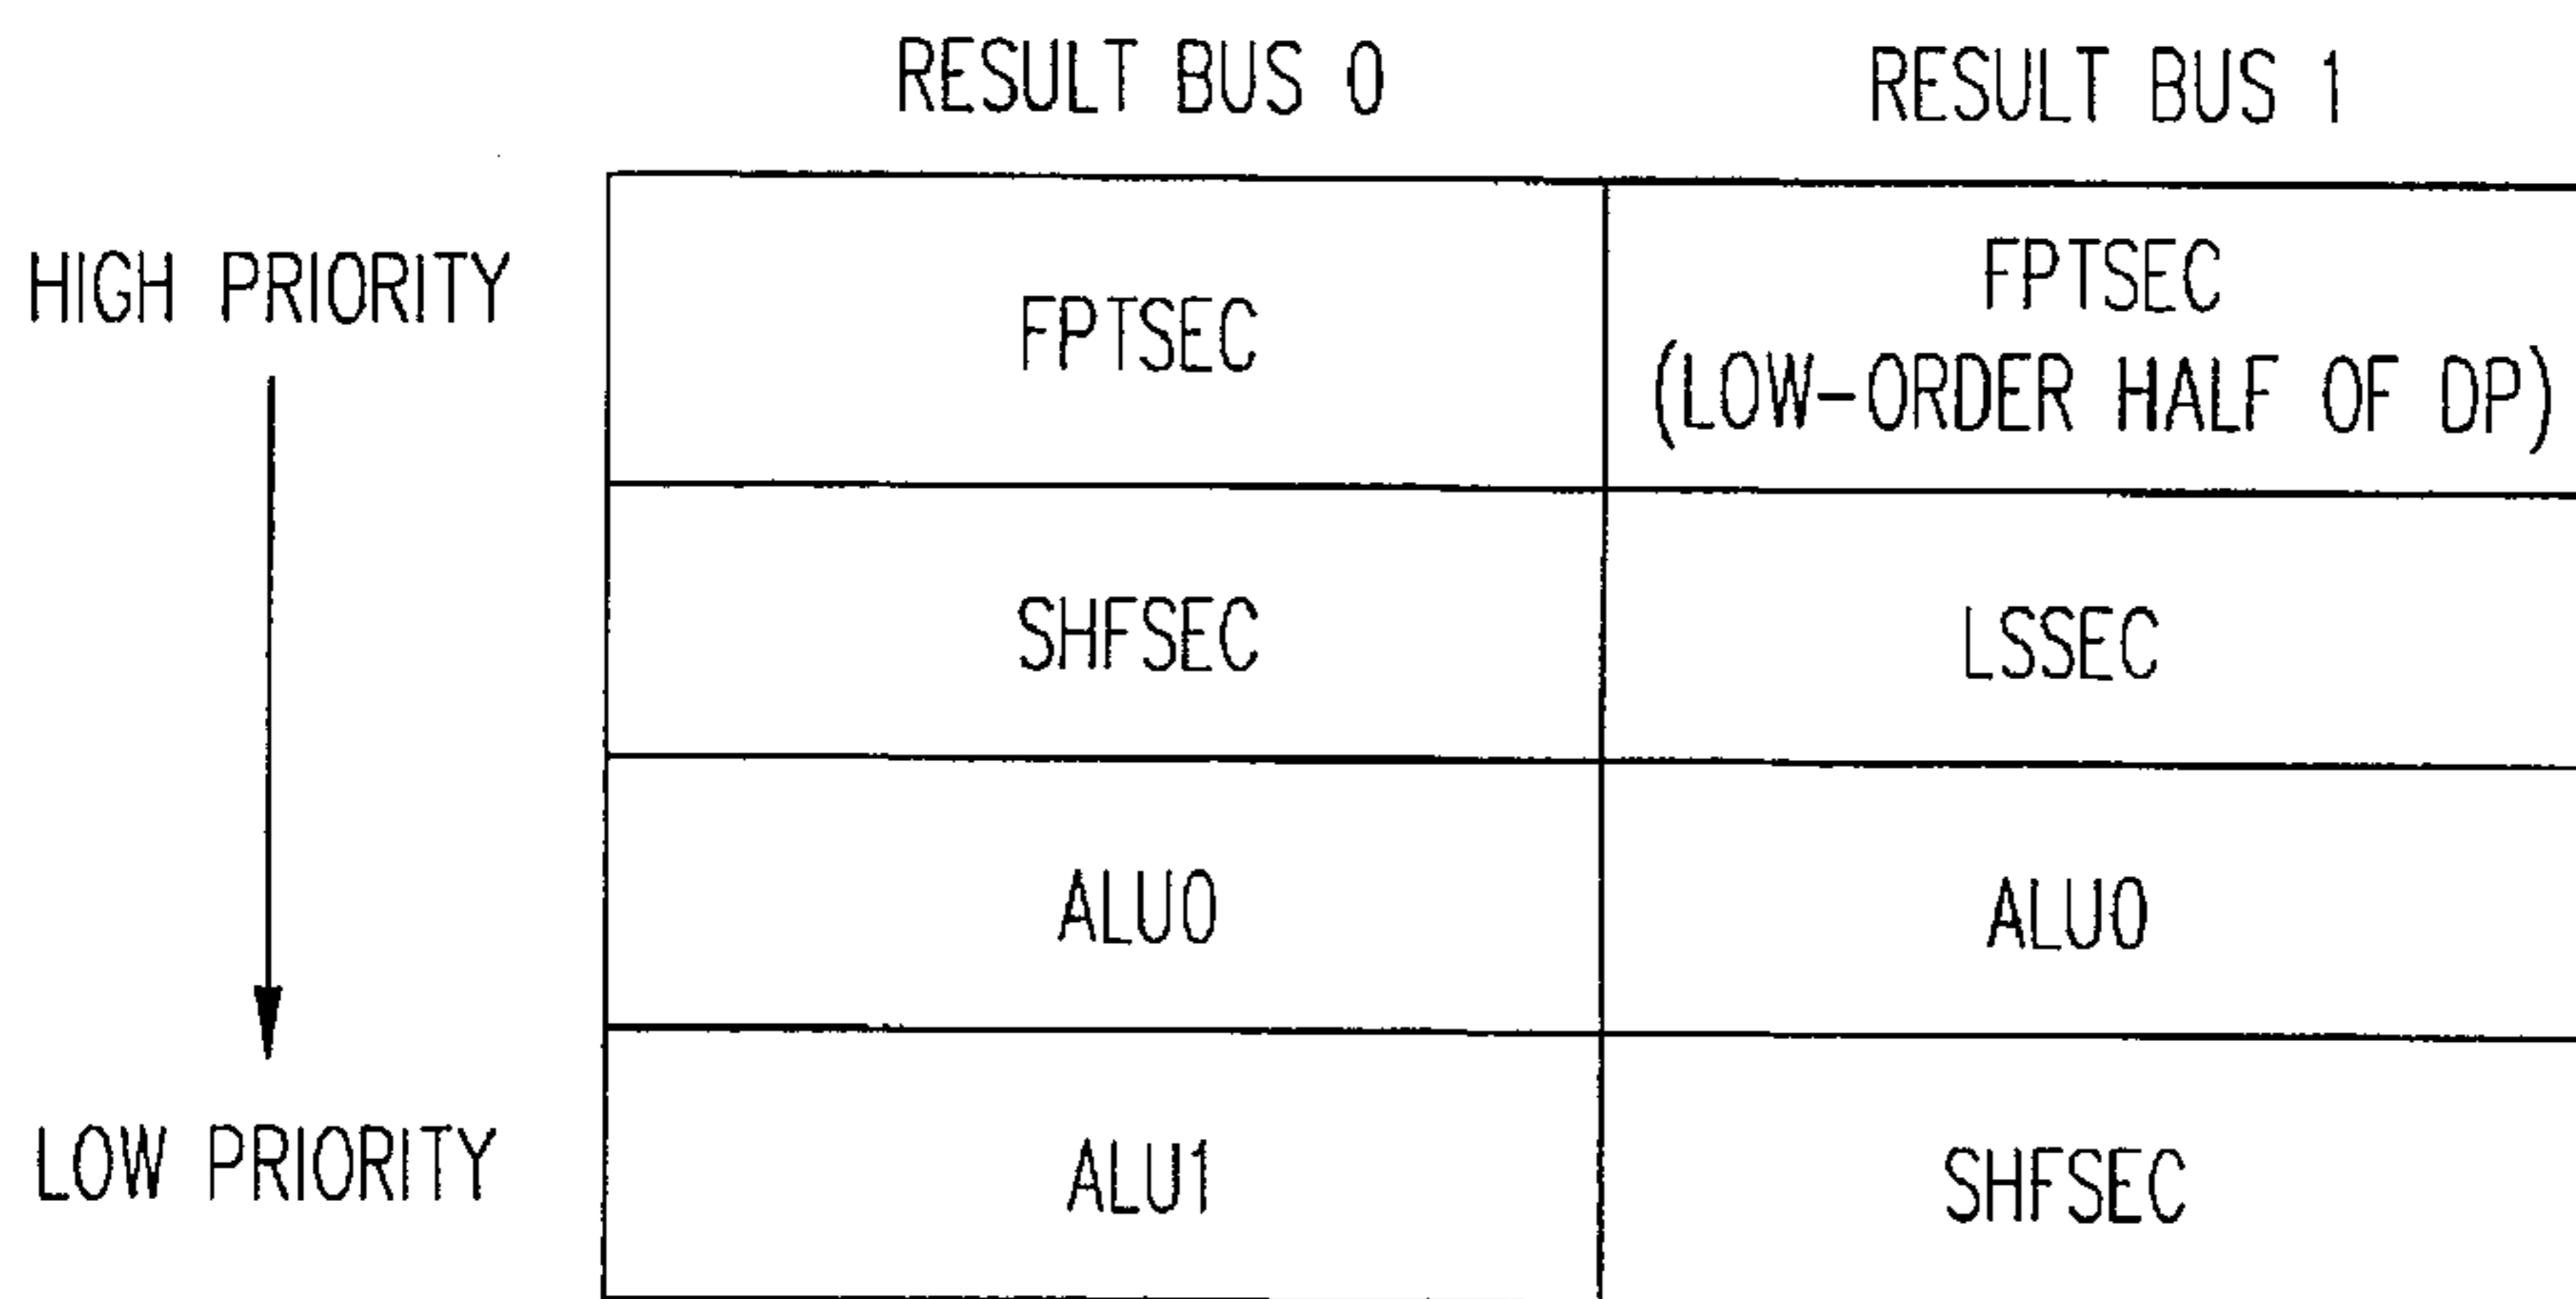 RESULT BUS 0
RESULT BUS 1
HIGH PRIORITY
FPTSEC
FPTSEC
(LOW-ORDER HALF OF DP)
SHFSEC
LSSEC
ALU0
ALU0
LOW PRIORITY
ALU1
SHFSEC